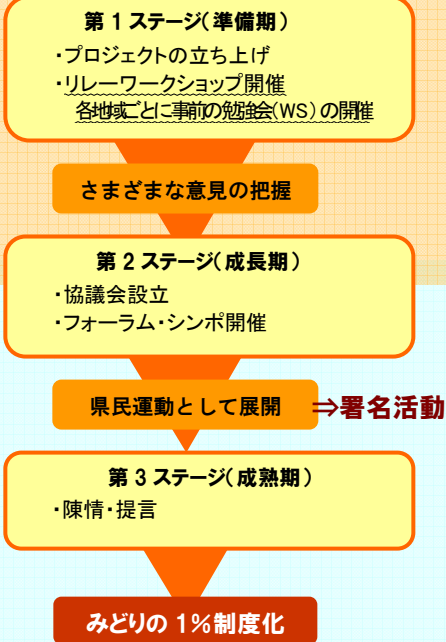 第1ステージ(準備期)
・プロジェクトの立ち上げ
・リレーワークショップ開催
各地域ごとに事前の勉強会(WS)の開催
さまざまな意見の把握
第2ステージ(成長期)
・協議会設立
・フォーラム・シンポ開催
県民運動として展開 ⇒署名活動
第3ステージ(成熟期)
・陳情・提言
みどりの1%制度化